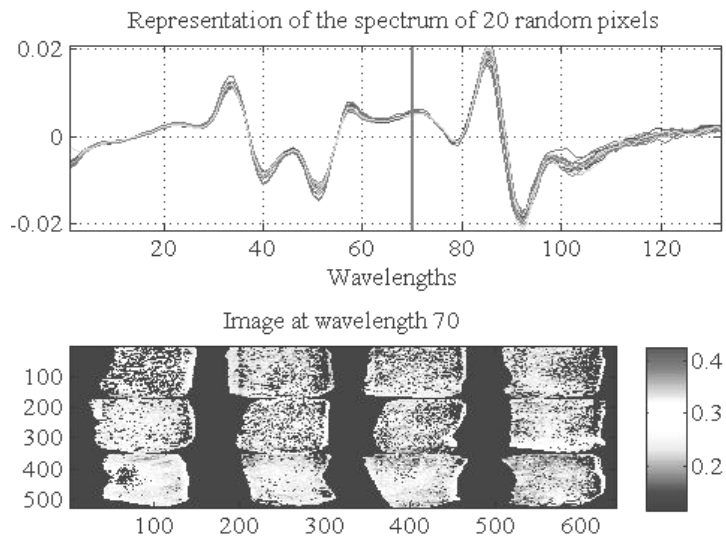 Representation of the spectrum of 20 random pixels
0.02
0
-0.02
20 40 60 80 100 120
Wavelengths
Image at wavelength 70
100
200
300
400
500
100 200 300 400 500 600
0.4
0.3
0.2